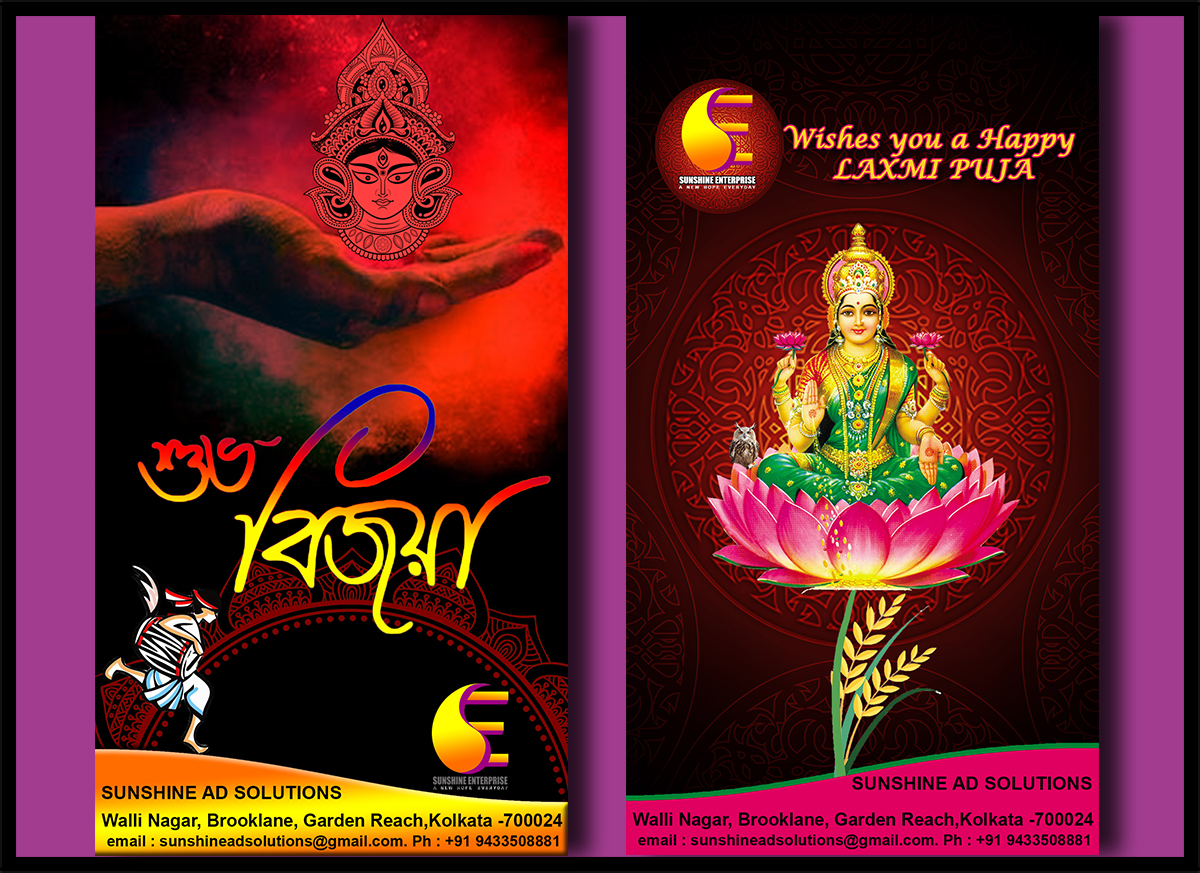 শুভ
বিজয়া
SUNSHINE ENTERPRISE
A NEW HOPE EVERYDAY
SUNSHINE AD SOLUTIONS
Walli Nagar, Brooklane, Garden Reach,Kolkata -700024
email : sunshineadsolutions@gmail.com. Ph : +91 9433508881
SUNSHINE ENTERPRISE
A NEW HOPE EVERYDAY
Wishes you a Happy
LAXMI PUJA
SUNSHINE AD SOLUTIONS
Walli Nagar, Brooklane, Garden Reach,Kolkata -700024
email : sunshineadsolutions@gmail.com. Ph : +91 9433508881